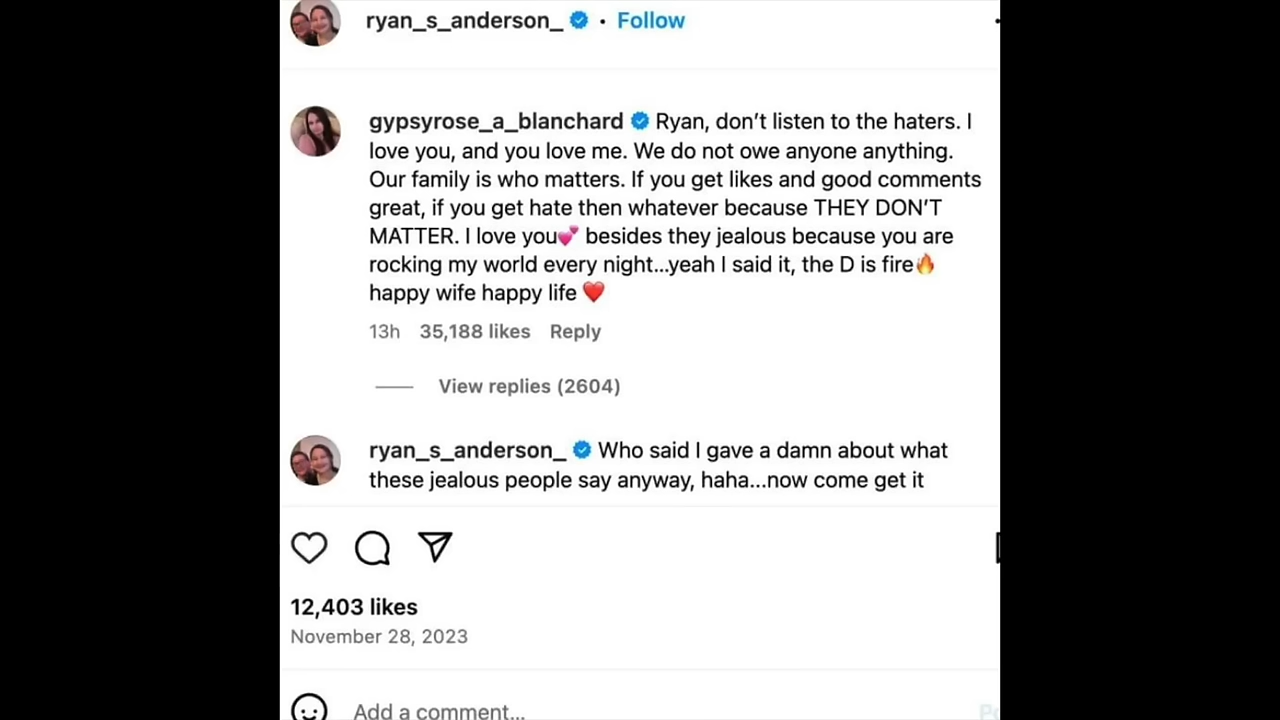 ryan_s_anderson_ • Follow
gypsyrose_a_blanchard Ryan, don’t listen to the haters. I
love you, and you love me. We do not owe anyone anything.
Our family is who matters. If you get likes and good comments
great, if you get hate then whatever because THEY DON’T
MATTER. I love you💕 besides they jealous because you are
rocking my world every night...yeah I said it, the D is fire🔥
happy wife happy life ❤️
13h 35,188 likes Reply
View replies (2604)
ryan_s_anderson_ Who said I gave a damn about what
these jealous people say anyway, haha...now come get it
12,403 likes
November 28, 2023
Add a comment...